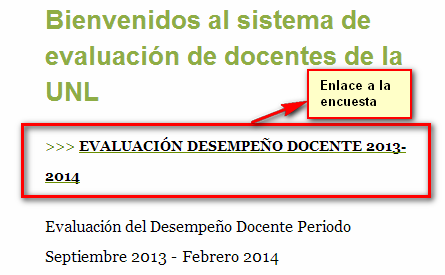 Bienvenidos al sistema de
evaluación de docentes de la
UNL
Enlace a la
encuesta
>>> EVALUACIÓN DESEMPEÑO DOCENTE 2013-
2014
Evaluación del Desempeño Docente Periodo
Septiembre 2013 - Febrero 2014